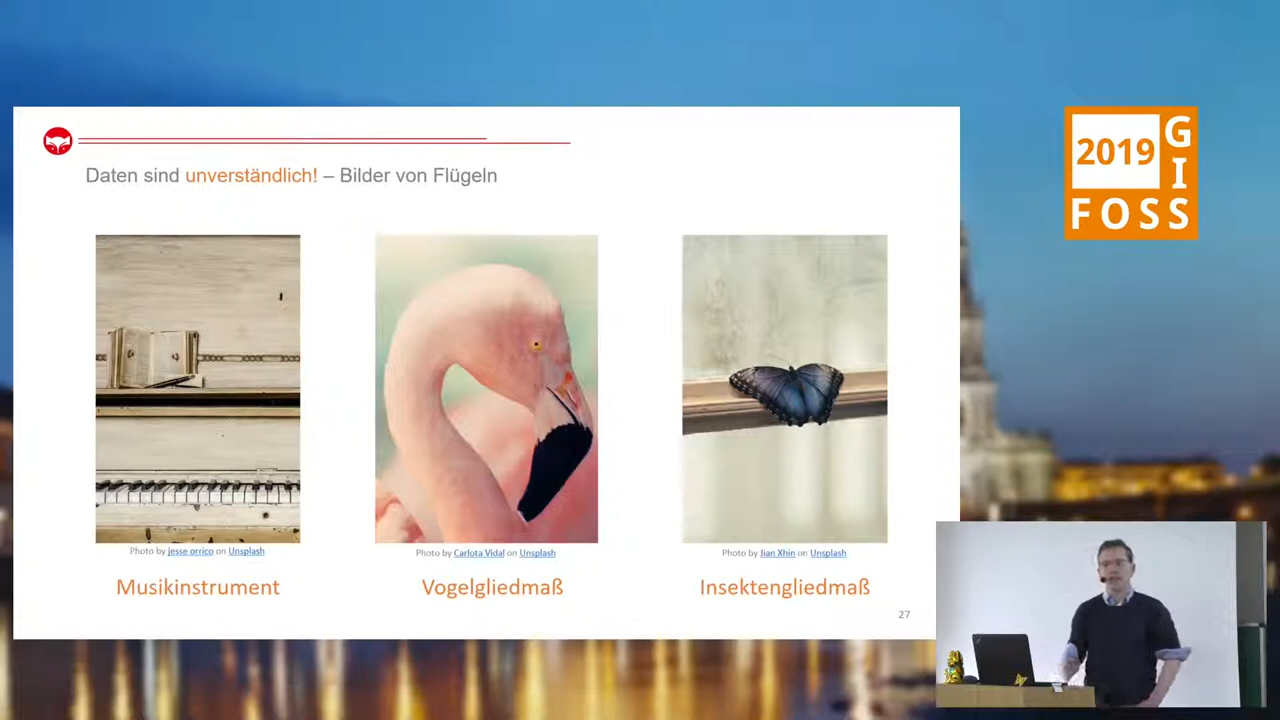 Daten sind unverständlich! – Bilder von Flügeln
Photo by jesse orrico on Unsplash
Photo by Carlota Vidal on Unsplash
Photo by Jian Xhin on Unsplash
Musikinstrument
Vogelgliedmaß
Insektengliedmaß
27
2019 GIS
FOSS